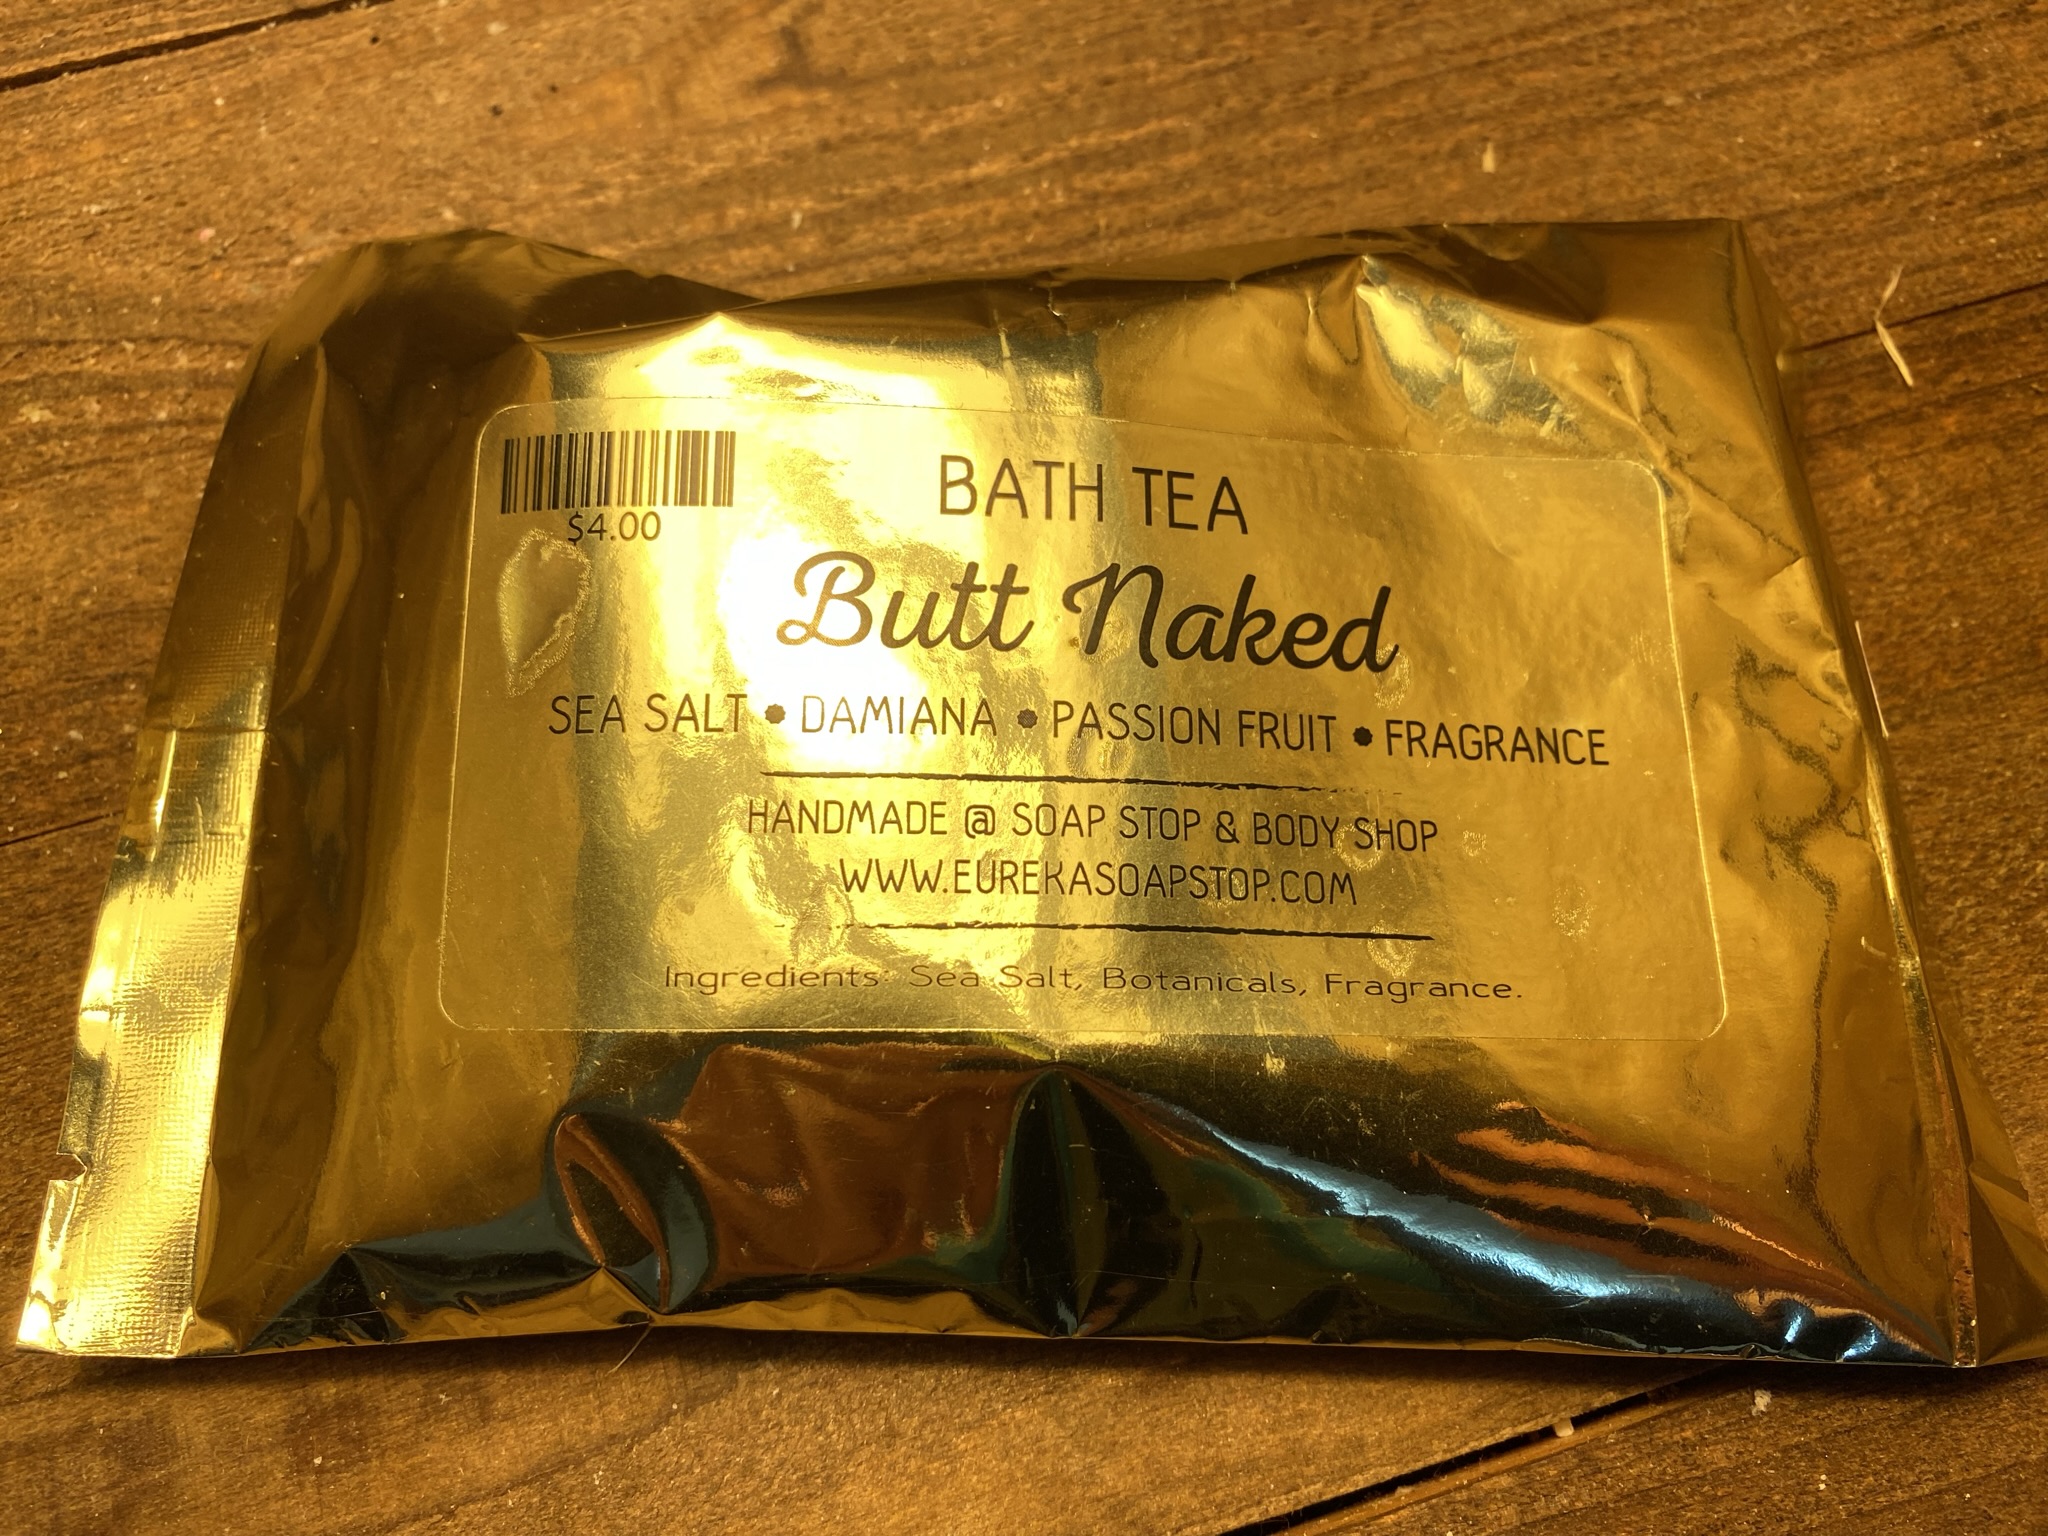 $4.00
BATH TEA
Butt Naked
SEA SALT • DAMIANA • PASSION FRUIT • FRAGRANCE
HANDMADE @ SOAP STOP & BODY SHOP
WWW.EUREKASOAPSTOP.COM
Ingredients: Sea Salt, Botanicals, Fragrance.